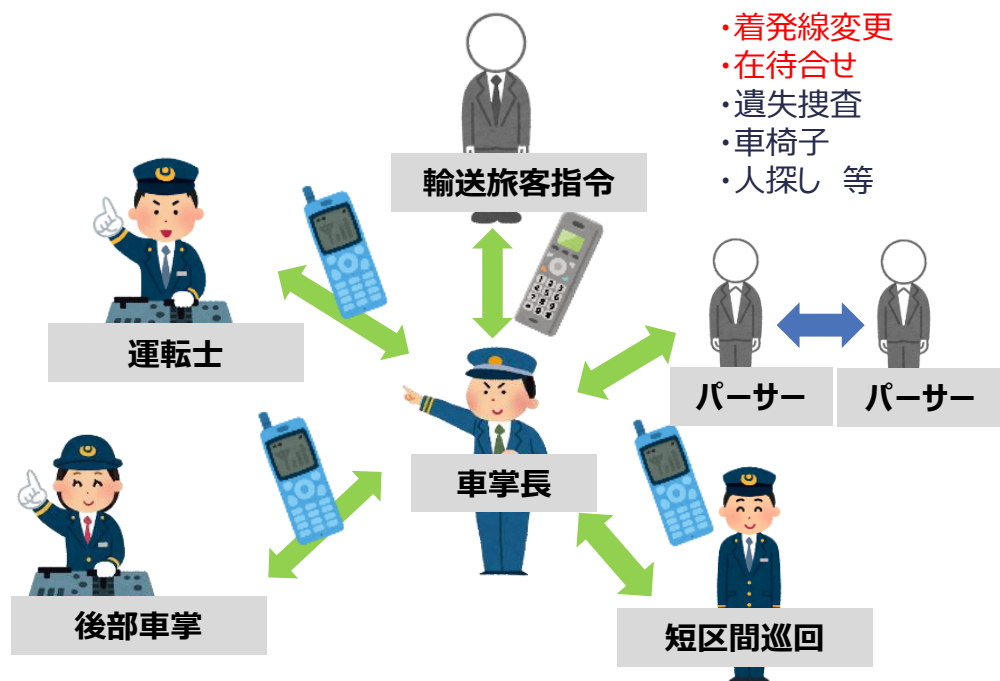 ・着発線変更
・在待合せ
・遺失捜査
・車椅子
・人探し 等
輸送旅客指令
運転士
パーサー
パーサー
車掌長
後部車掌
短区間巡回